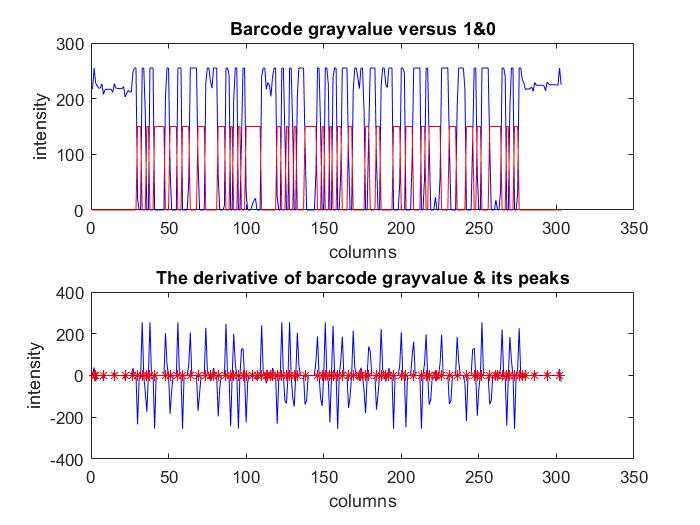 Barcode grayvalue versus 1&0
300
200
100
0
intensity
0 50 100 150 200 250 300 350
columns
The derivative of barcode grayvalue & its peaks
400
200
0
-200
-400
intensity
0 50 100 150 200 250 300 350
columns